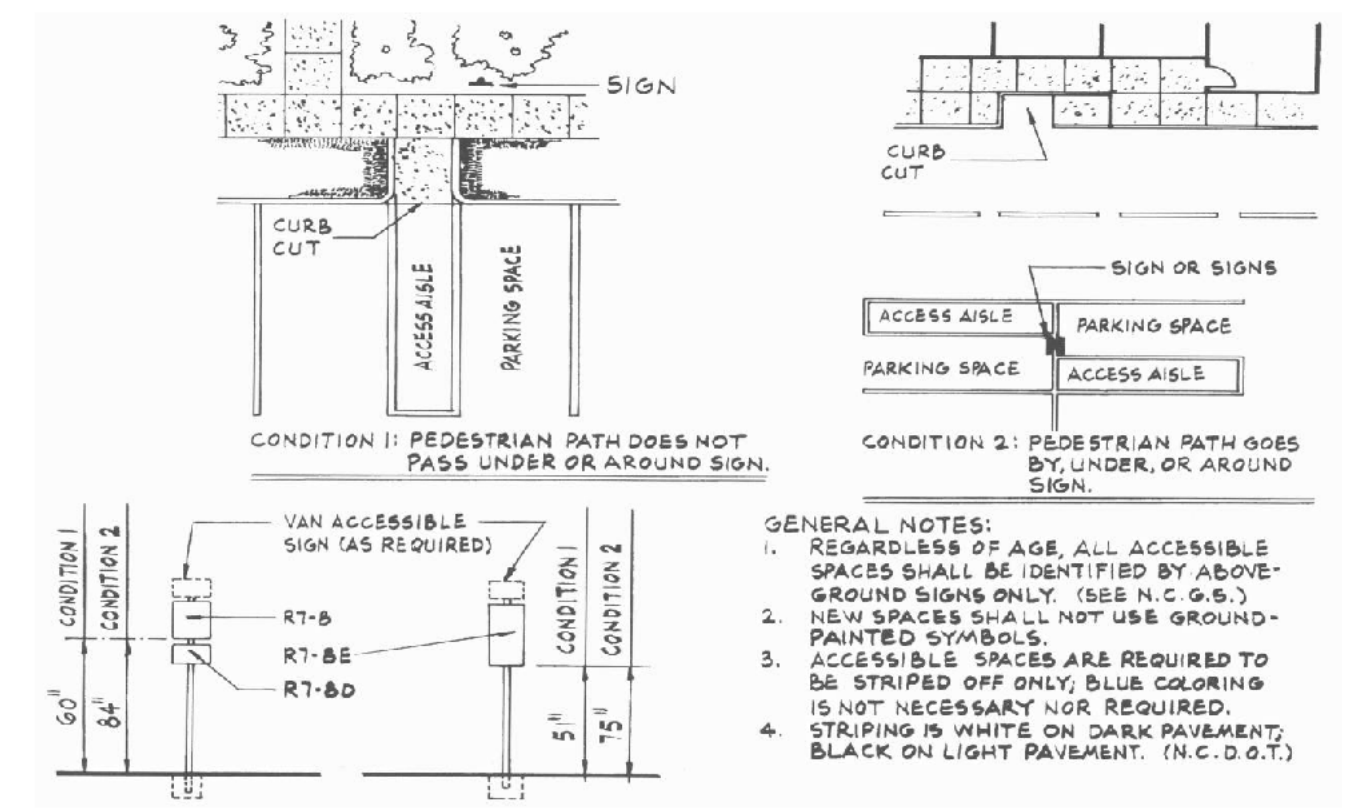 SIGN
CURB
CUT
ACCESS AISLE
PARKING SPACE
CONDITION 1: PEDESTRIAN PATH DOES NOT
PASS UNDER OR AROUND SIGN.
CURB
CUT
SIGN OR SIGNS
ACCESS AISLE
PARKING SPACE
PARKING SPACE
ACCESS AISLE
CONDITION 2: PEDESTRIAN PATH GOES
BY, UNDER, OR AROUND
SIGN.
CONDITION 1
CONDITION 2
60"
84"
VAN ACCESSIBLE
SIGN (AS REQUIRED)
R7-8
R7-8E
R7-8D
CONDITION 1
CONDITION 2
51"
75"
GENERAL NOTES:
1. REGARDLESS OF AGE, ALL ACCESSIBLE
SPACES SHALL BE IDENTIFIED BY ABOVE-
GROUND SIGNS ONLY. (SEE N.C.G.S.)
2. NEW SPACES SHALL NOT USE GROUND-
PAINTED SYMBOLS.
3. ACCESSIBLE SPACES ARE REQUIRED TO
BE STRIPED OFF ONLY; BLUE COLORING
IS NOT NECESSARY NOR REQUIRED.
4. STRIPING IS WHITE ON DARK PAVEMENT;
BLACK ON LIGHT PAVEMENT. (N.C.D.O.T.)